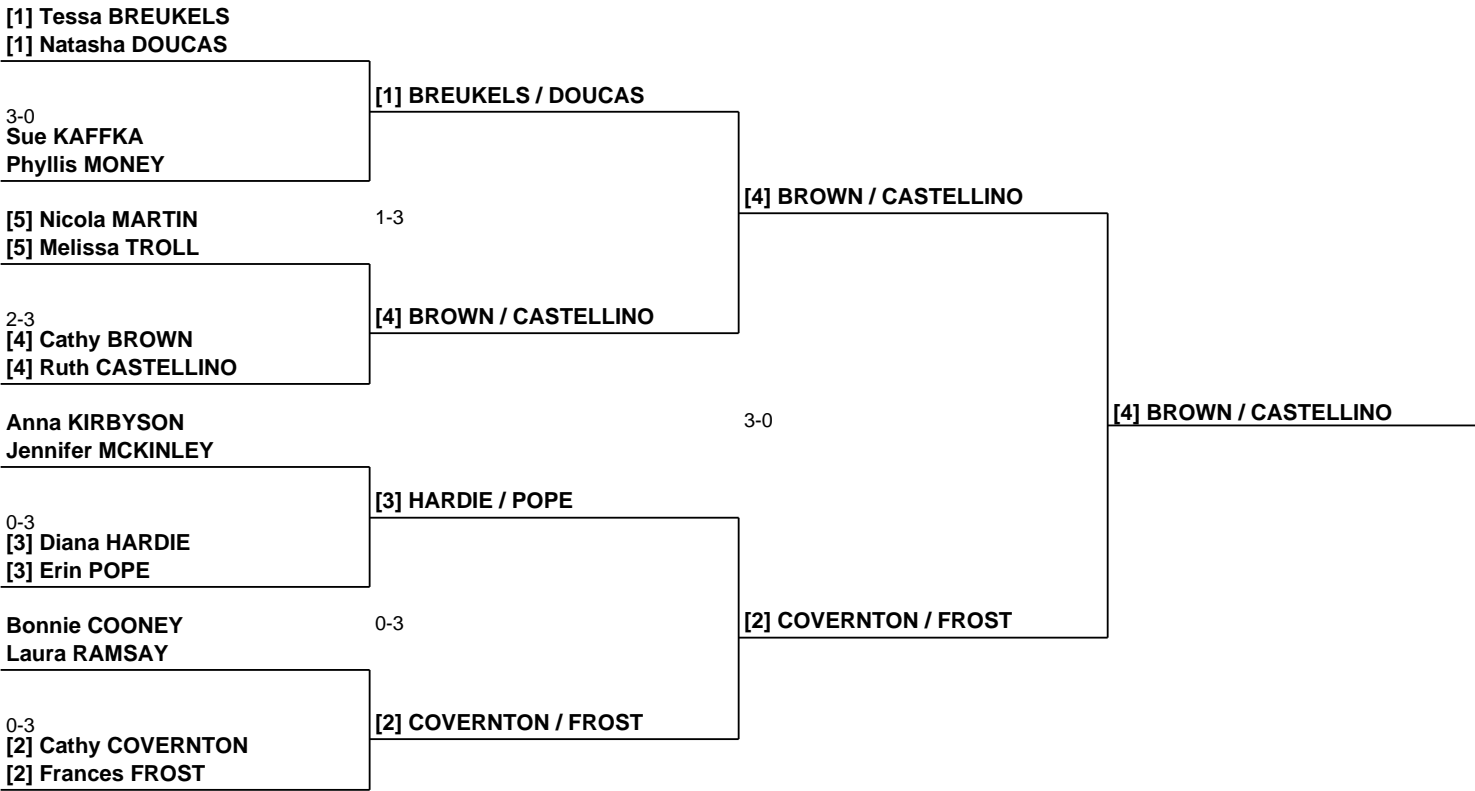 [1] Tessa BREUKELS
[1] Natasha DOUCAS
[1] BREUKELS / DOUCAS
3-0
Sue KAFFKA
Phyllis MONEY
[4] BROWN / CASTELLINO
[5] Nicola MARTIN
1-3
[5] Melissa TROLL
2-3
[4] BROWN / CASTELLINO
[4] Cathy BROWN
[4] Ruth CASTELLINO
Anna KIRBYSON
3-0
[4] BROWN / CASTELLINO
Jennifer MCKINLEY
[3] HARDIE / POPE
0-3
[3] Diana HARDIE
[3] Erin POPE
Bonnie COONEY
0-3
[2] COVERNTON / FROST
Laura RAMSAY
0-3
[2] COVERNTON / FROST
[2] Cathy COVERNTON
[2] Frances FROST